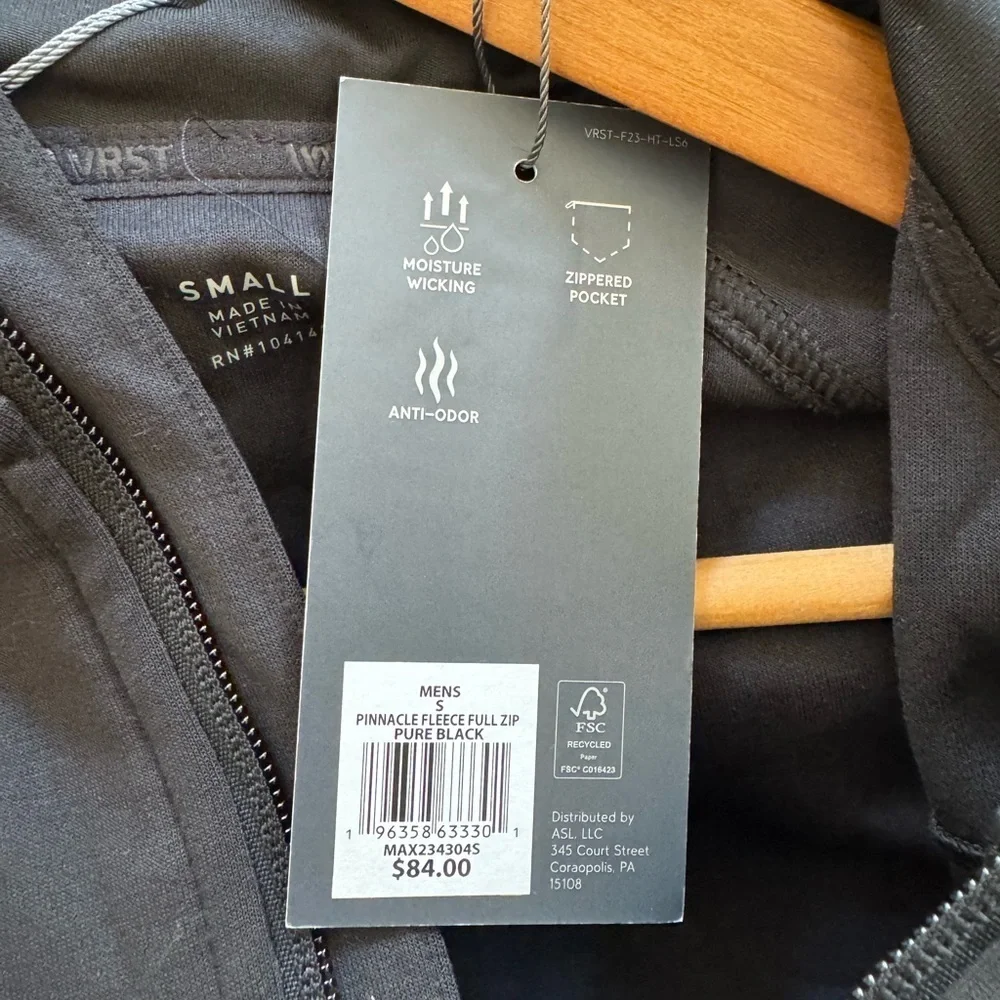 VRST
SMALL
MADE IN
VIETNAM
RN#10414
VRST-F23-HT-LS6
MOISTURE
WICKING
ZIPPERED
POCKET
ANTI-ODOR
MENS
S
PINNACLE FLEECE FULL ZIP
PURE BLACK
1 96358 63330 1
MAX234304S
$84.00
FSC
RECYCLED
Paper
FSC® C016423
Distributed by
ASL, LLC
345 Court Street
Coraopolis, PA
15108